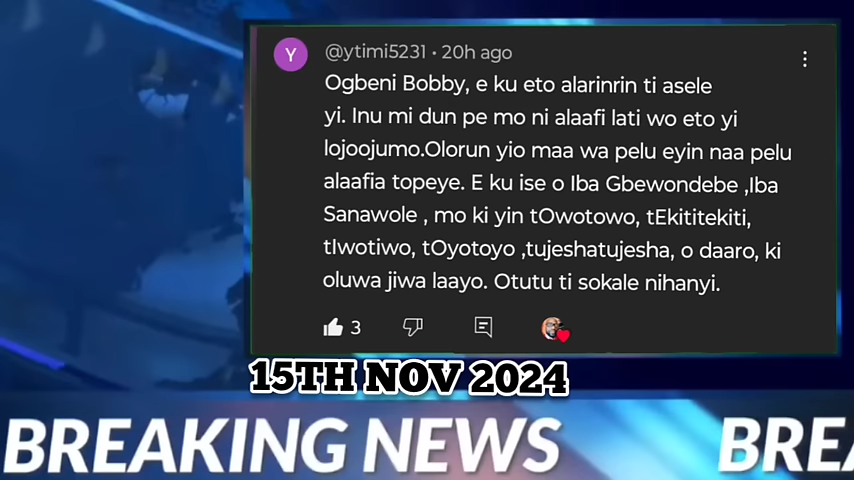 @ytimi5231 • 20h ago
Y
Ogbeni Bobby, e ku eto alarinrin ti asele
yi. Inu mi dun pe mo ni alaafi lati wo eto yi
lojoojumo.Olorun yio maa wa pelu eyin naa pelu
alaafia topeye. E ku ise o Iba Gbewondebe ,Iba
Sanawole , mo ki yin tOwotowo, tEkititekiti,
tIwotiwo, tOyotoyo ,tujeshatujesha, o daaro, ki
oluwa jiwa laayo. Otutu ti sokale nihanyi.
3
15TH NOV 2024
BREAKING NEWS
BREA